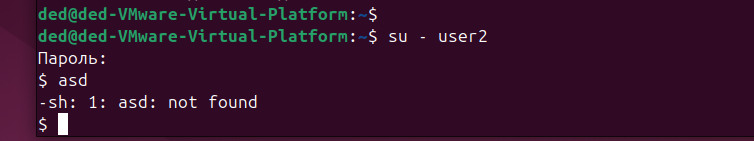 ded@ded-VMware-Virtual-Platform:~$
ded@ded-VMware-Virtual-Platform:~$ su - user2
Пароль:
$ asd
-sh: 1: asd: not found
$